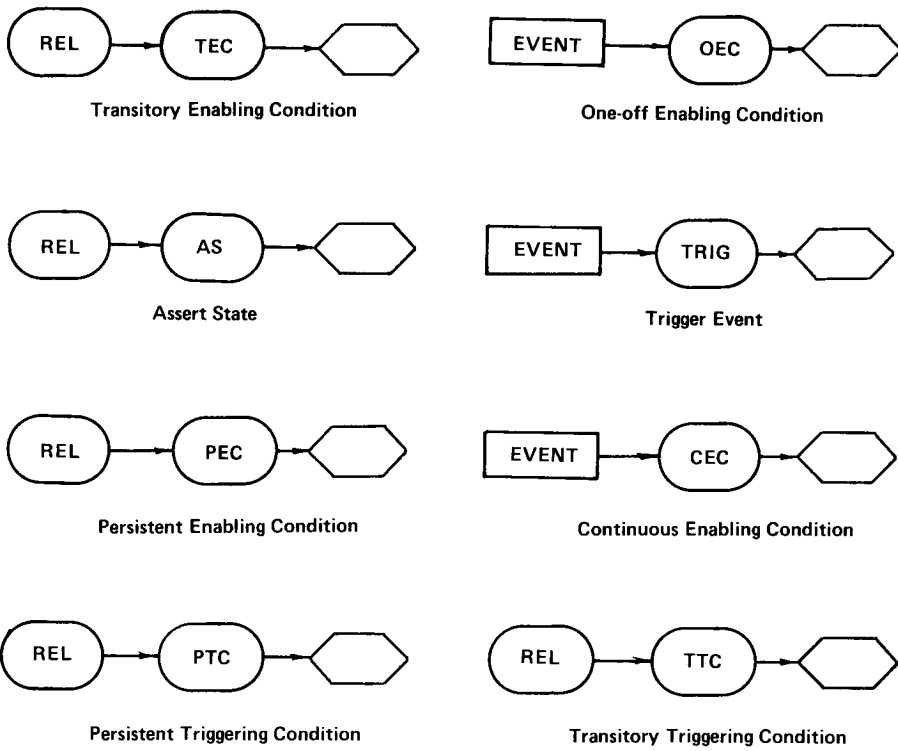 REL TEC
Transitory Enabling Condition
EVENT OEC
One-off Enabling Condition
REL AS
Assert State
EVENT TRIG
Trigger Event
REL PEC
Persistent Enabling Condition
EVENT CEC
Continuous Enabling Condition
REL PTC
Persistent Triggering Condition
REL TTC
Transitory Triggering Condition